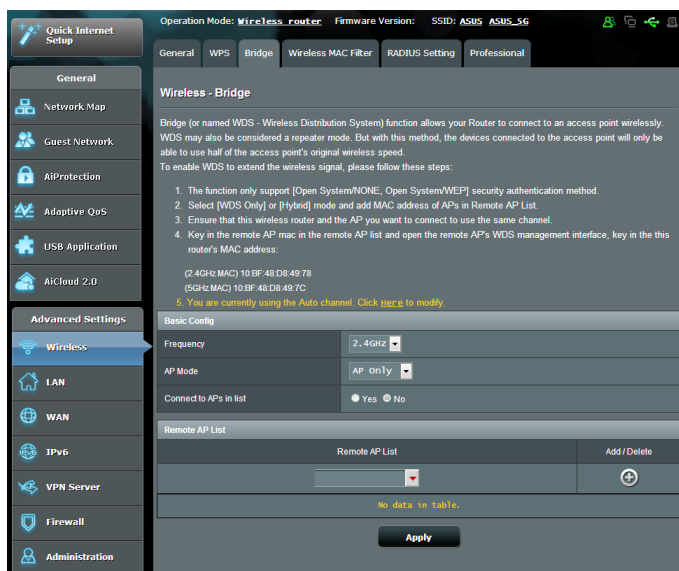 Quick Internet
Setup
Operation Mode: Wireless router Firmware Version: SSID: ASUS ASUS_5G
General WPS Bridge Wireless MAC Filter RADIUS Setting Professional
General
Network Map
Guest Network
AiProtection
Adaptive QoS
USB Application
AiCloud 2.0
Advanced Settings
Wireless
LAN
WAN
IPv6
VPN Server
Firewall
Administration
Wireless - Bridge
Bridge (or named WDS - Wireless Distribution System) function allows your Router to connect to an access point wirelessly.
WDS may also be considered a repeater mode. But with this method, the devices connected to the access point will only be
able to use half of the access point's original wireless speed.
To enable WDS to extend the wireless signal, please follow these steps:
1. The function only support [Open System/NONE, Open System/WEP] security authentication method.
2. Select [WDS Only] or [Hybrid] mode and add MAC address of APs in Remote AP List.
3. Ensure that this wireless router and the AP you want to connect to use the same channel.
4. Key in the remote AP mac in the remote AP list and open the remote AP's WDS management interface, key in the this
router's MAC address:
(2.4GHz MAC) 10:BF:48:D8:49:78
(5GHz MAC) 10:BF:48:D8:49:7C
5. You are currently using the Auto channel. Click Here to modify.
Basic Config
Frequency 2.4GHz
AP Mode AP Only
Connect to APs in list Yes No
Remote AP List
Remote AP List Add / Delete
No data in table.
Apply